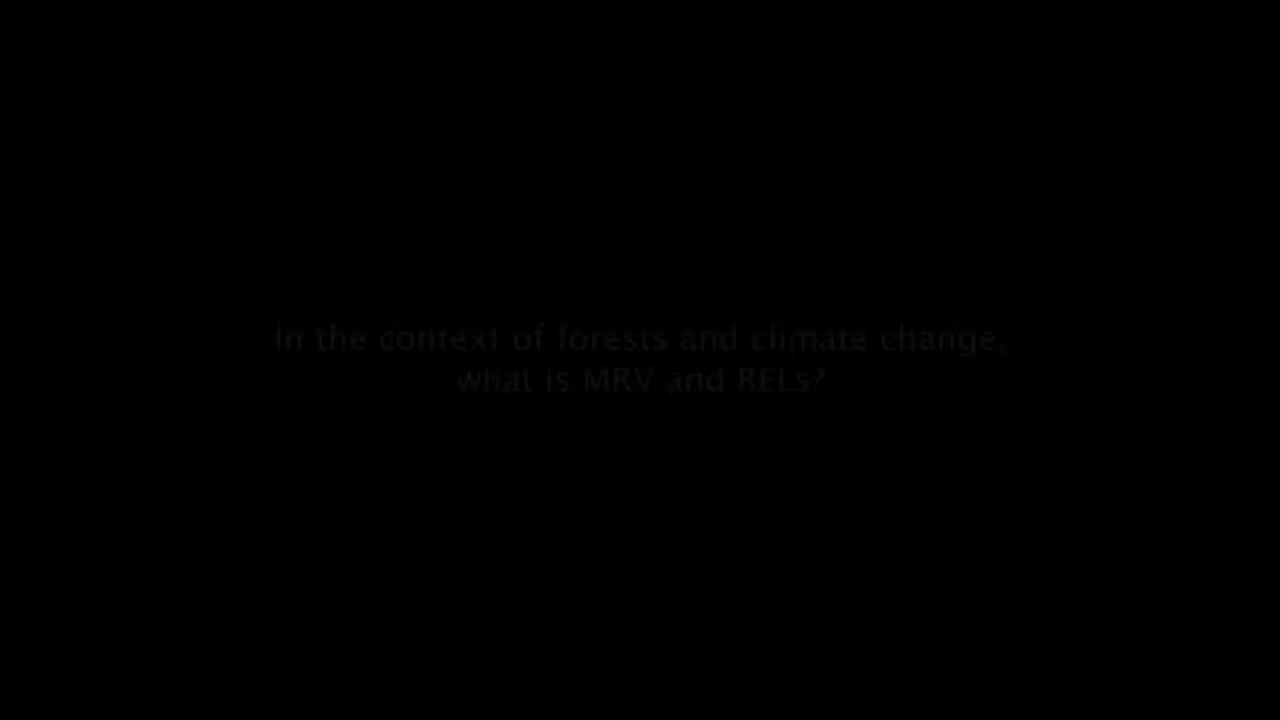 In the context of forests and climate change,
what is MRV and RELs?